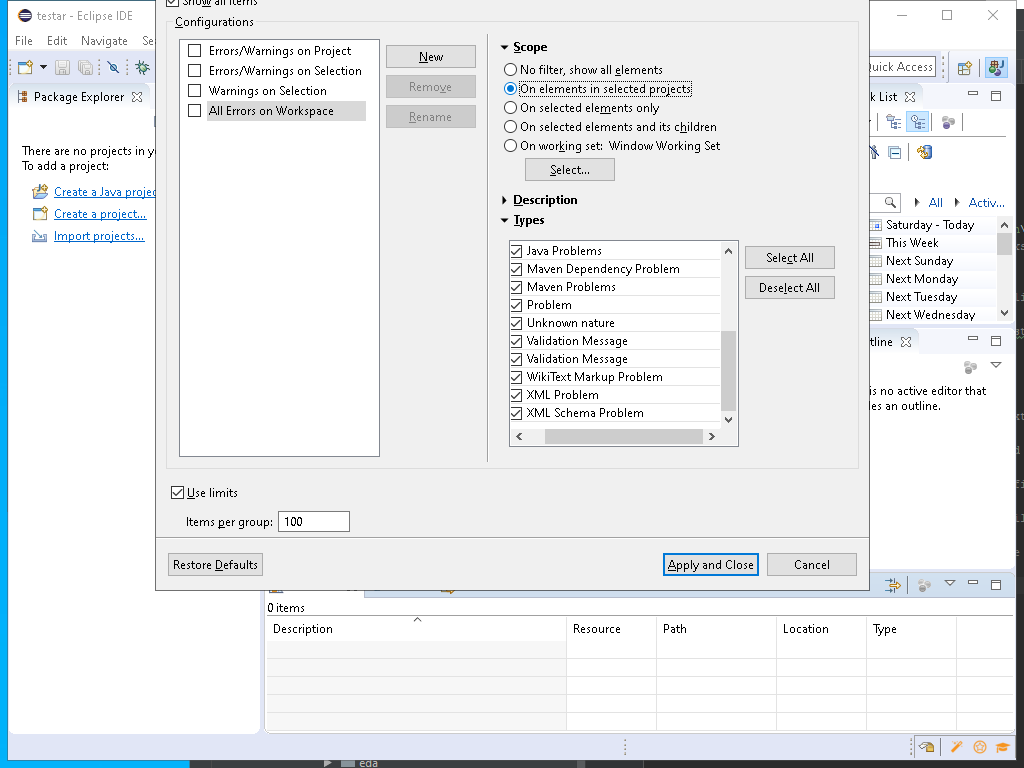 testar - Eclipse IDE
Show all items
File Edit Navigate Se
Configurations
Quick Access
Package Explorer
Errors/Warnings on Project
Errors/Warnings on Selection
Warnings on Selection
All Errors on Workspace
New
Remove
Rename
Scope
No filter, show all elements
On elements in selected projects
On selected elements only
On selected elements and its children
On working set: Window Working Set
Select...
Description
Types
Java Problems
Maven Dependency Problem
Maven Problems
Problem
Unknown nature
Validation Message
Validation Message
WikiText Markup Problem
XML Problem
XML Schema Problem
Select All
Deselect All
There are no projects in y
To add a project:
Create a Java projec
Create a project...
Import projects...
k List
All Activ...
Saturday - Today
This Week
Next Sunday
Next Monday
Next Tuesday
Next Wednesday
tline
is no active editor that
es an outline.
Use limits
Items per group: 100
Restore Defaults
Apply and Close
Cancel
0 items
Description Resource Path Location Type
eda